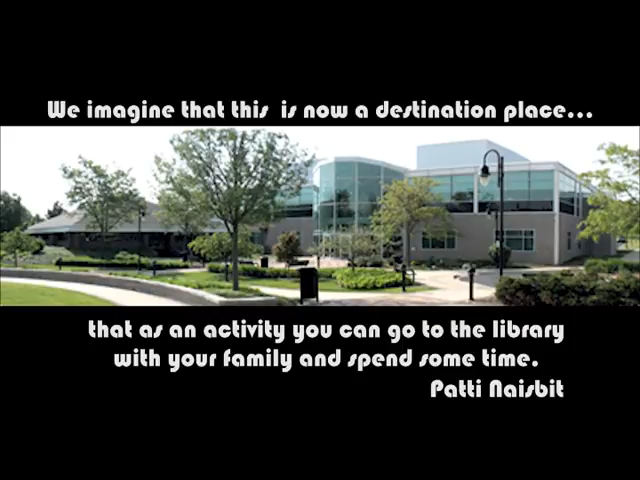 We imagine that this is now a destination place...
that as an activity you can go to the library
with your family and spend some time.
Patti Naisbit